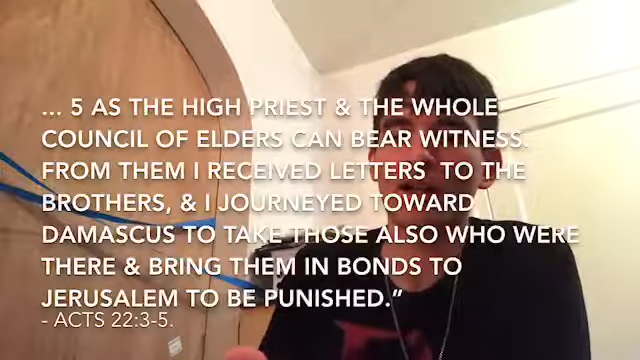 ... 5 AS THE HIGH PRIEST & THE WHOLE
COUNCIL OF ELDERS CAN BEAR WITNESS.
FROM THEM I RECEIVED LETTERS TO THE
BROTHERS, & I JOURNEYED TOWARD
DAMASCUS TO TAKE THOSE ALSO WHO WERE
THERE & BRING THEM IN BONDS TO
JERUSALEM TO BE PUNISHED.”
- ACTS 22:3-5.